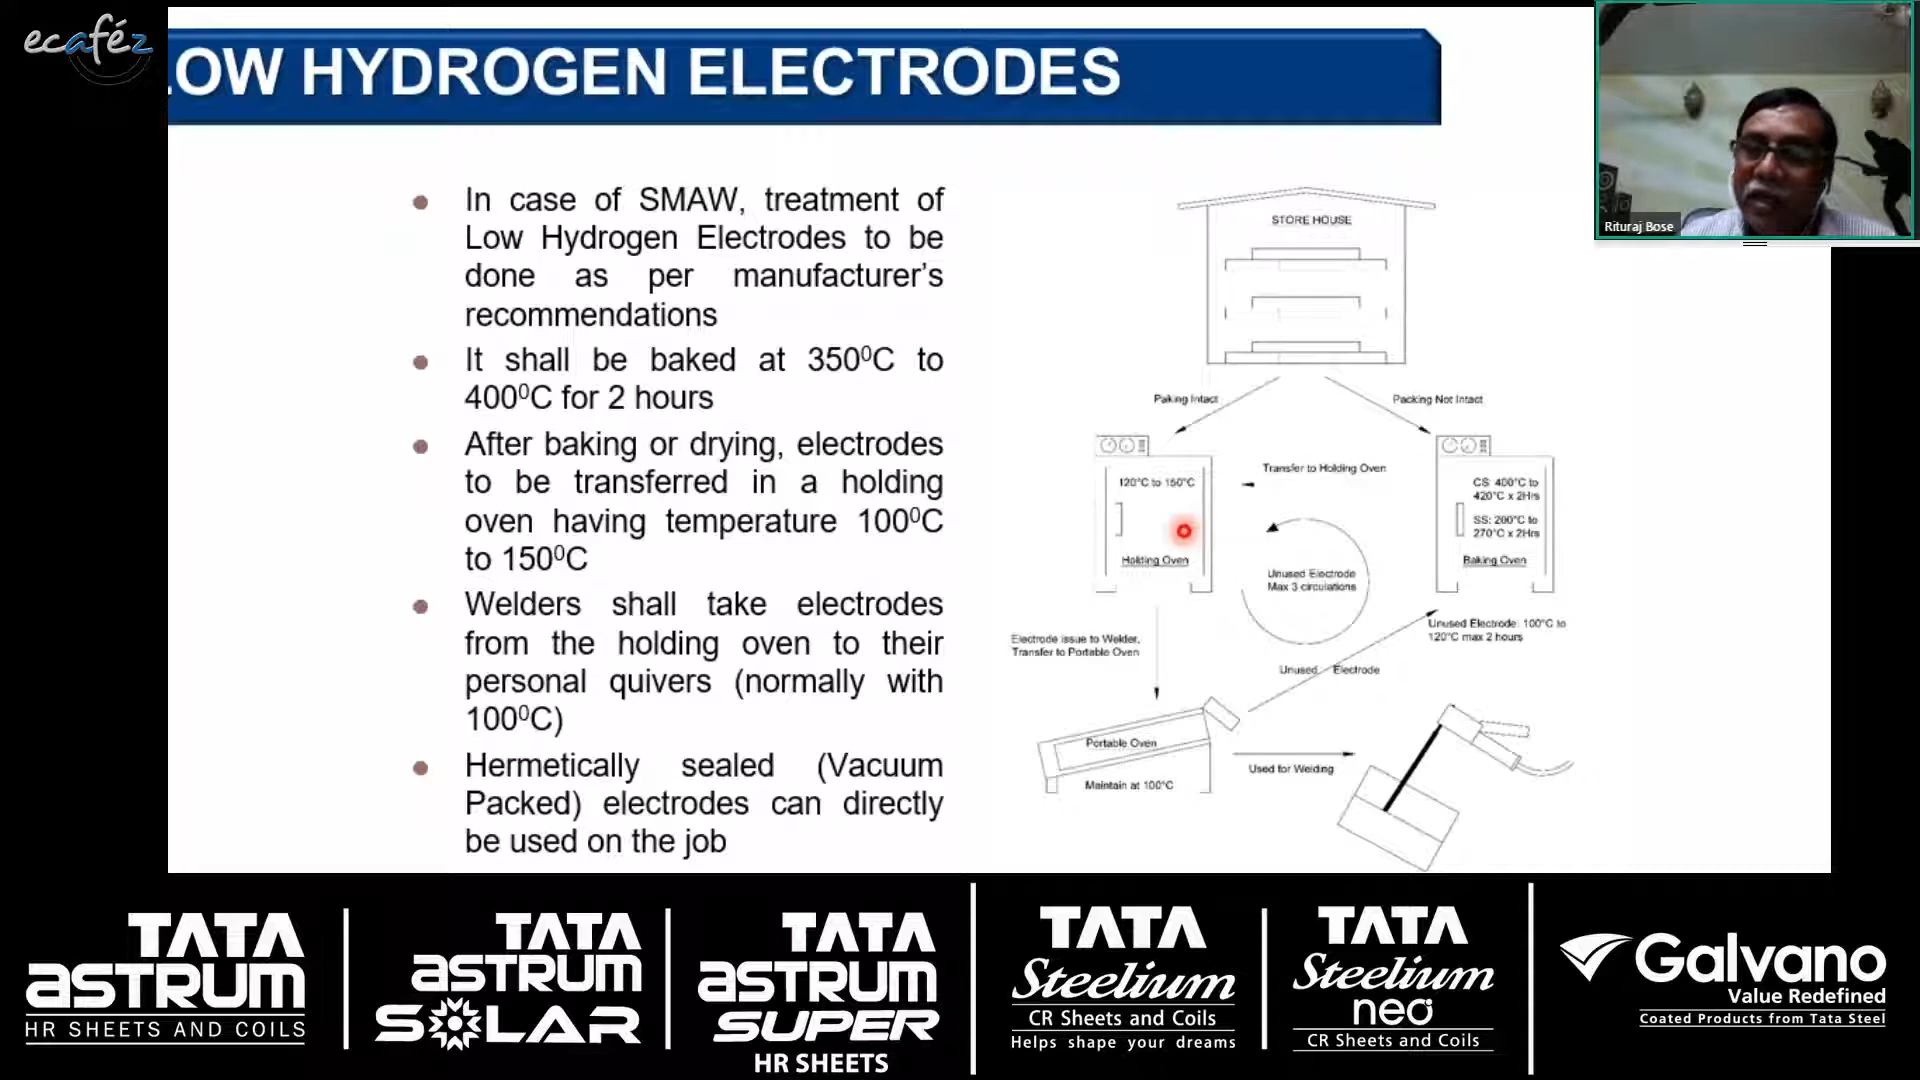 ecaféz
OW HYDROGEN ELECTRODES
Rituraj Bose
In case of SMAW, treatment of
Low Hydrogen Electrodes to be
done as per manufacturer’s
recommendations
It shall be baked at 350⁰C to
400⁰C for 2 hours
After baking or drying, electrodes
to be transferred in a holding
oven having temperature 100⁰C
to 150⁰C
Welders shall take electrodes
from the holding oven to their
personal quivers (normally with
100⁰C)
Hermetically sealed (Vacuum
Packed) electrodes can directly
be used on the job
STORE HOUSE
Paking Intact
Packing Not Intact
120°C to 150°C
Holting Oven
Transfer to Holding Oven
CS: 400°C to
420°C x 2Hrs
SS: 200°C to
270°C x 2Hrs
Baking Oven
Unused Electrode
Max 3 circulations
Electrode issue to Welder,
Transfer to Portable Oven
Unused Electrode: 100°C to
120°C max 2 hours
Unused Electrode
Portable Oven
Maintain at 100°C
Used for Welding
TATA
ASTRUM
HR SHEETS AND COILS
TATA
ASTRUM
SOLAR
TATA
ASTRUM
SUPER
HR SHEETS
TATA
Steelium
CR Sheets and Coils
Helps shape your dreams
TATA
Steelium
neo
CR Sheets and Coils
Galvano
Value Redefined
Coated Products from Tata Steel